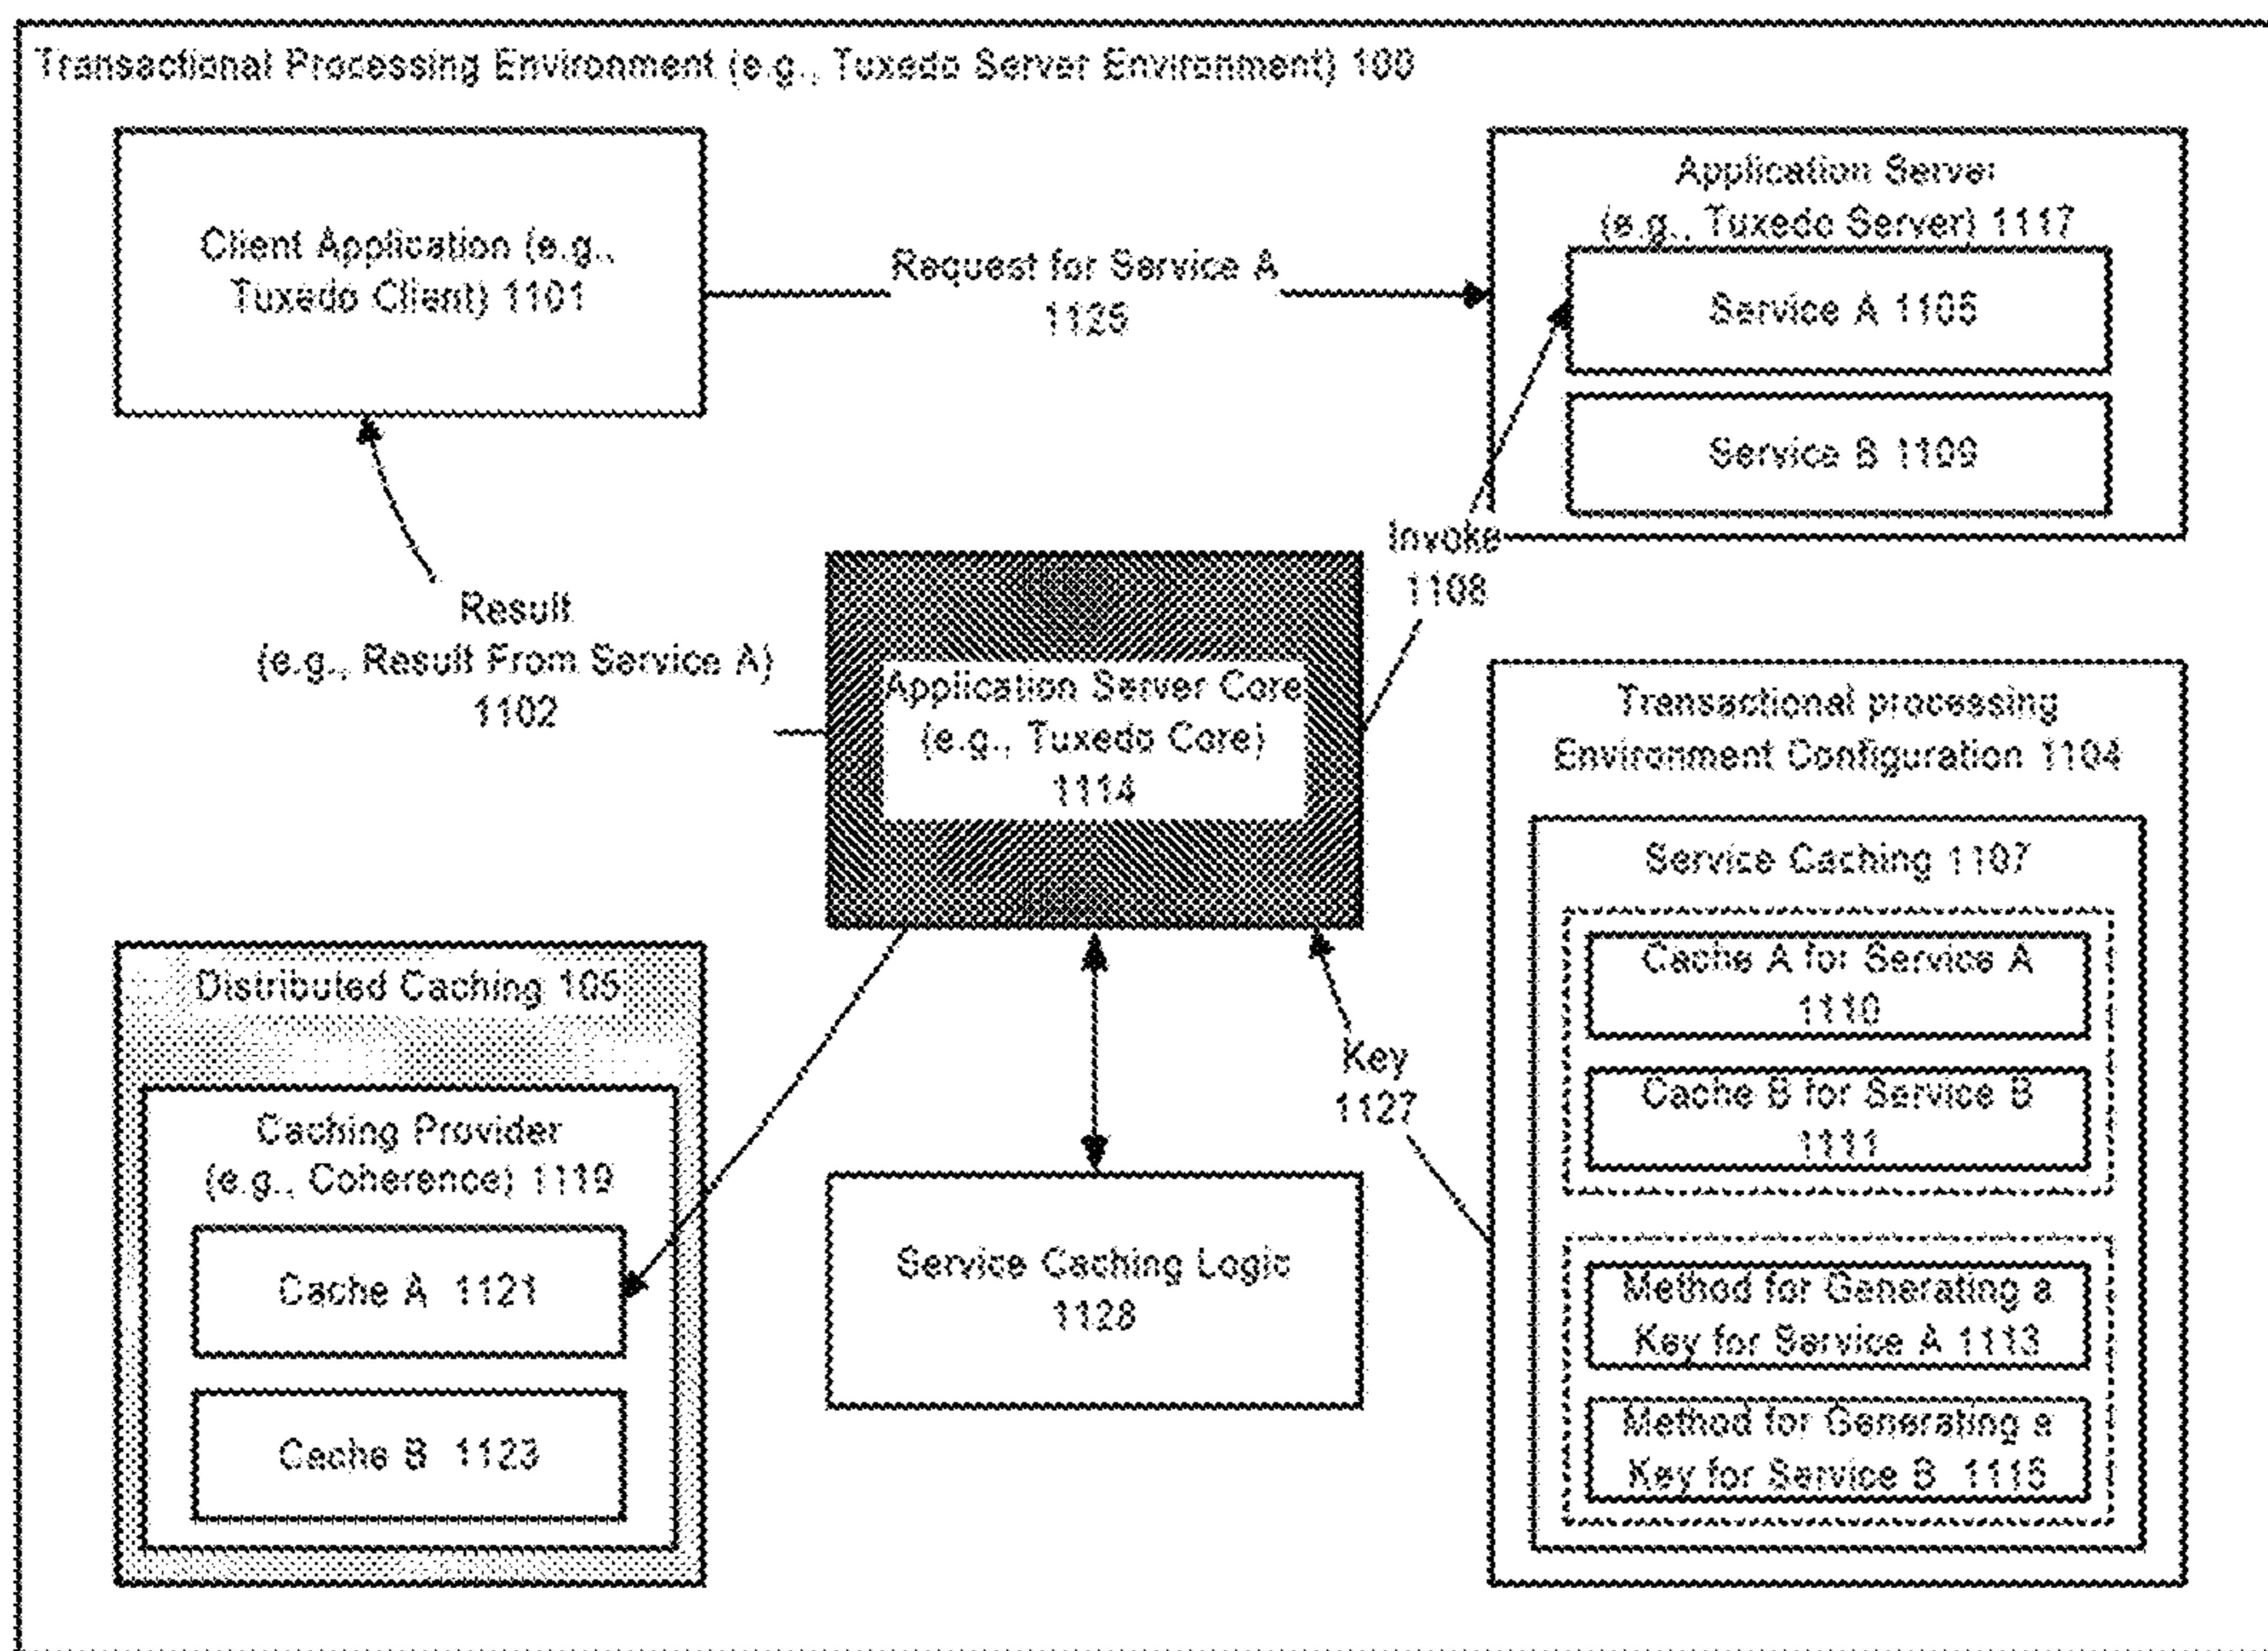 Transactional Processing Environment (e.g., Tuxedo Server Environment) 100
Client Application (e.g.,
Tuxedo Client) 1101
Request for Service A
1125
Application Server
(e.g., Tuxedo Server) 1117
Service A 1105
Service B 1109
Invoke
1108
Result
(e.g., Result From Service A)
1102
Application Server Core
(e.g., Tuxedo Core)
1114
Transactional processing
Environment Configuration 1104
Service Caching 1107
Cache A for Service A
1110
Cache B for Service B
1111
Method for Generating a
Key for Service A 1113
Method for Generating a
Key for Service B 1115
Key
1127
Distributed Caching 105
Caching Provider
(e.g., Coherence) 1119
Cache A 1121
Cache B 1123
Service Caching Logic
1128